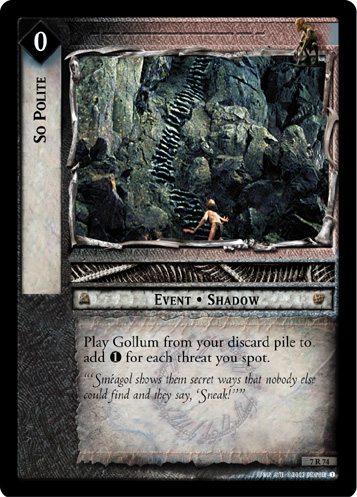 0
So Polite
Event • Shadow
Play Gollum from your discard pile to
add 1 for each threat you spot.
“‘Sméagol shows them secret ways that nobody else
could find and they say, ‘Sneak!’’”
7 R 74